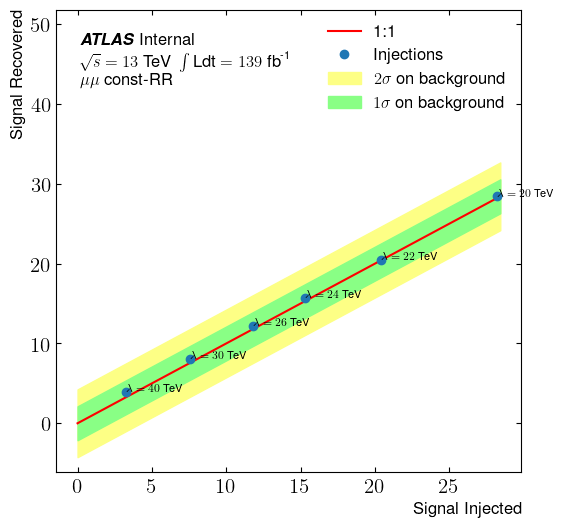 ATLAS Internal
√s = 13 TeV ∫ Ldt = 139 fb⁻¹
μμ const-RR
1:1
Injections
2σ on background
1σ on background
Signal Recovered
50
40
30
20
10
0
λ = 20 TeV
λ = 22 TeV
λ = 24 TeV
λ = 26 TeV
λ = 30 TeV
λ = 40 TeV
0 5 10 15 20 25
Signal Injected